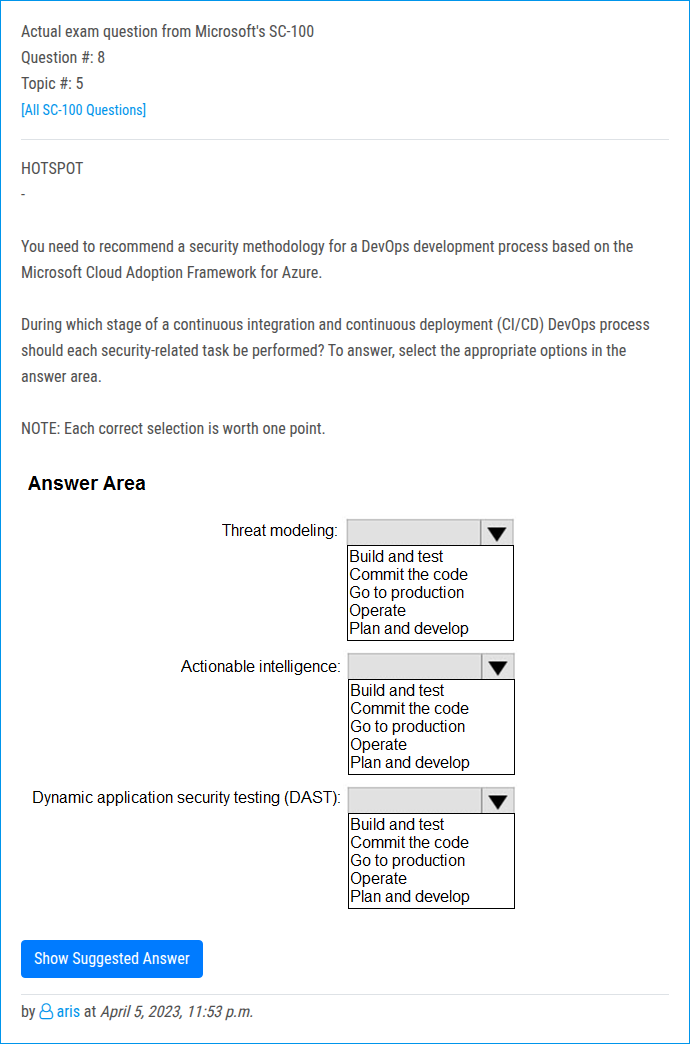 Actual exam question from Microsoft's SC-100
Question #: 8
Topic #: 5
[All SC-100 Questions]
HOTSPOT
-
You need to recommend a security methodology for a DevOps development process based on the
Microsoft Cloud Adoption Framework for Azure.
During which stage of a continuous integration and continuous deployment (CI/CD) DevOps process
should each security-related task be performed? To answer, select the appropriate options in the
answer area.
NOTE: Each correct selection is worth one point.
Answer Area
Threat modeling:
Build and test
Commit the code
Go to production
Operate
Plan and develop
Actionable intelligence:
Build and test
Commit the code
Go to production
Operate
Plan and develop
Dynamic application security testing (DAST):
Build and test
Commit the code
Go to production
Operate
Plan and develop
Show Suggested Answer
by aris at April 5, 2023, 11:53 p.m.